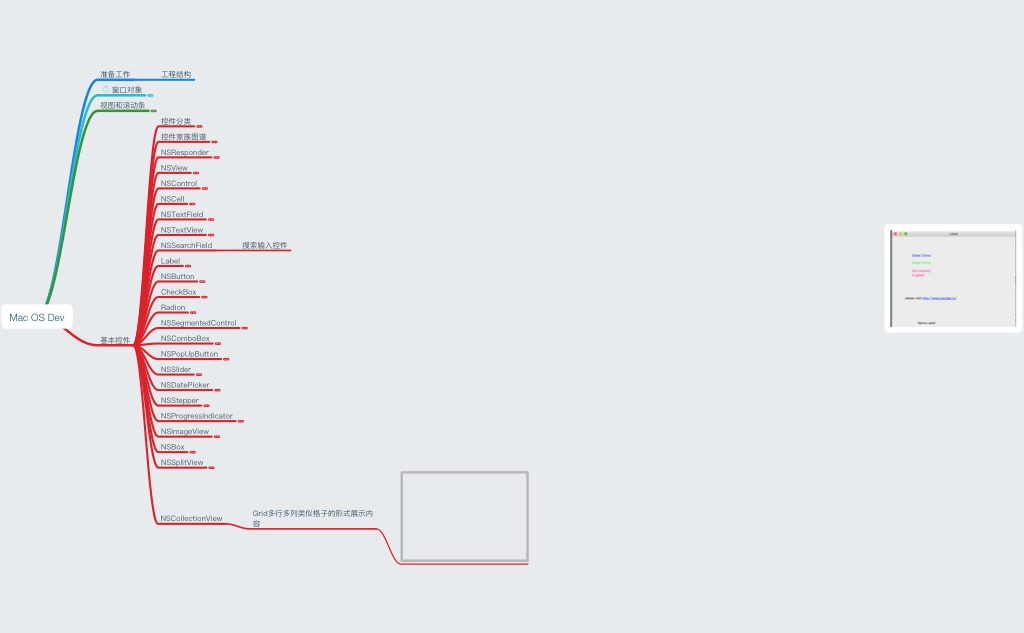 准备工作
工程结构
窗口对象
视图和滚动条
控件分类
控件家族图谱
NSResponder
NSView
NSControl
NSCell
NSTextField
NSTextView
NSSearchField
搜索输入控件
Label
NSButton
CheckBox
Radion
NSSegmentedControl
NSComboBox
NSPopUpButton
NSSlider
NSDatePicker
NSStepper
NSProgressIndicator
NSImageView
NSBox
NSSplitView
NSCollectionView
Grid多行多列类似格子的形式展示内
容
Mac OS Dev
基本控件
Label
Great China
Great China
Our country
is great!
please visit
Name Label